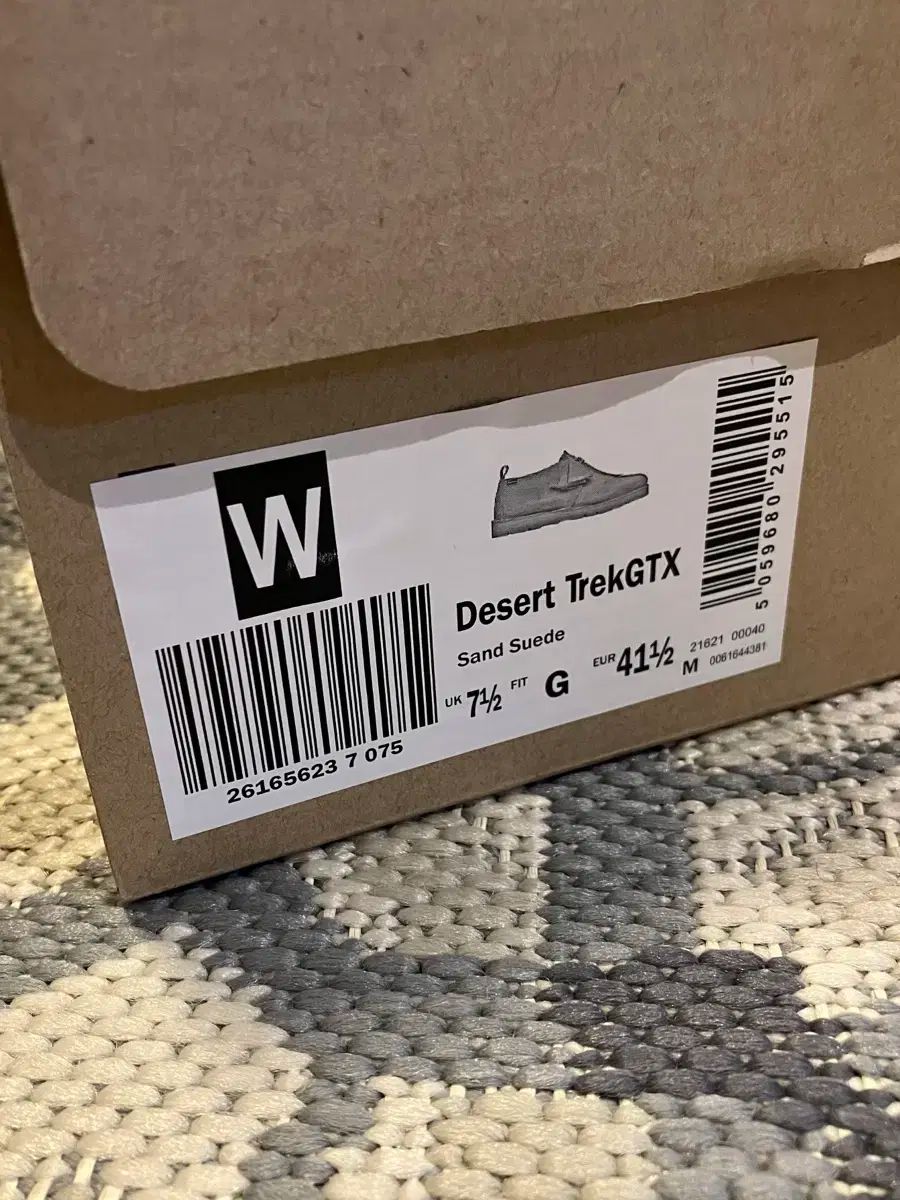 W
Desert TrekGTX
Sand Suede
UK 7½ FIT G EUR 41½
21621 00040
M 0061644381
26165623 7 075
5 059680 295515